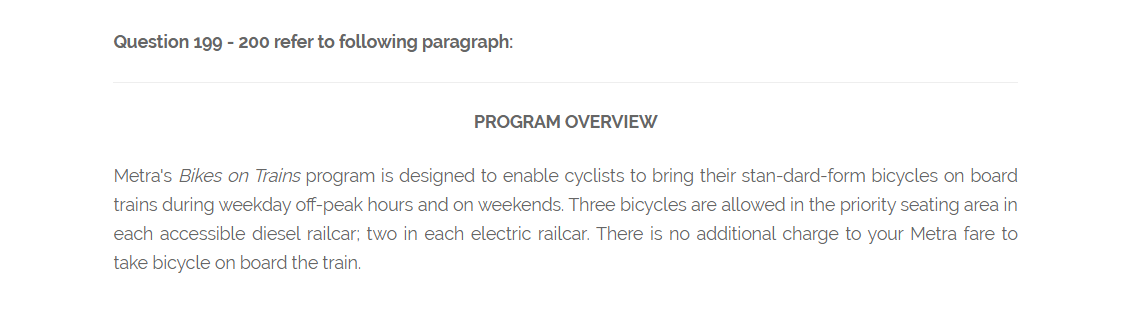 Question 199 - 200 refer to following paragraph:
PROGRAM OVERVIEW
Metra's Bikes on Trains program is designed to enable cyclists to bring their stan-dard-form bicycles on board
trains during weekday off-peak hours and on weekends. Three bicycles are allowed in the priority seating area in
each accessible diesel railcar; two in each electric railcar. There is no additional charge to your Metra fare to
take bicycle on board the train.